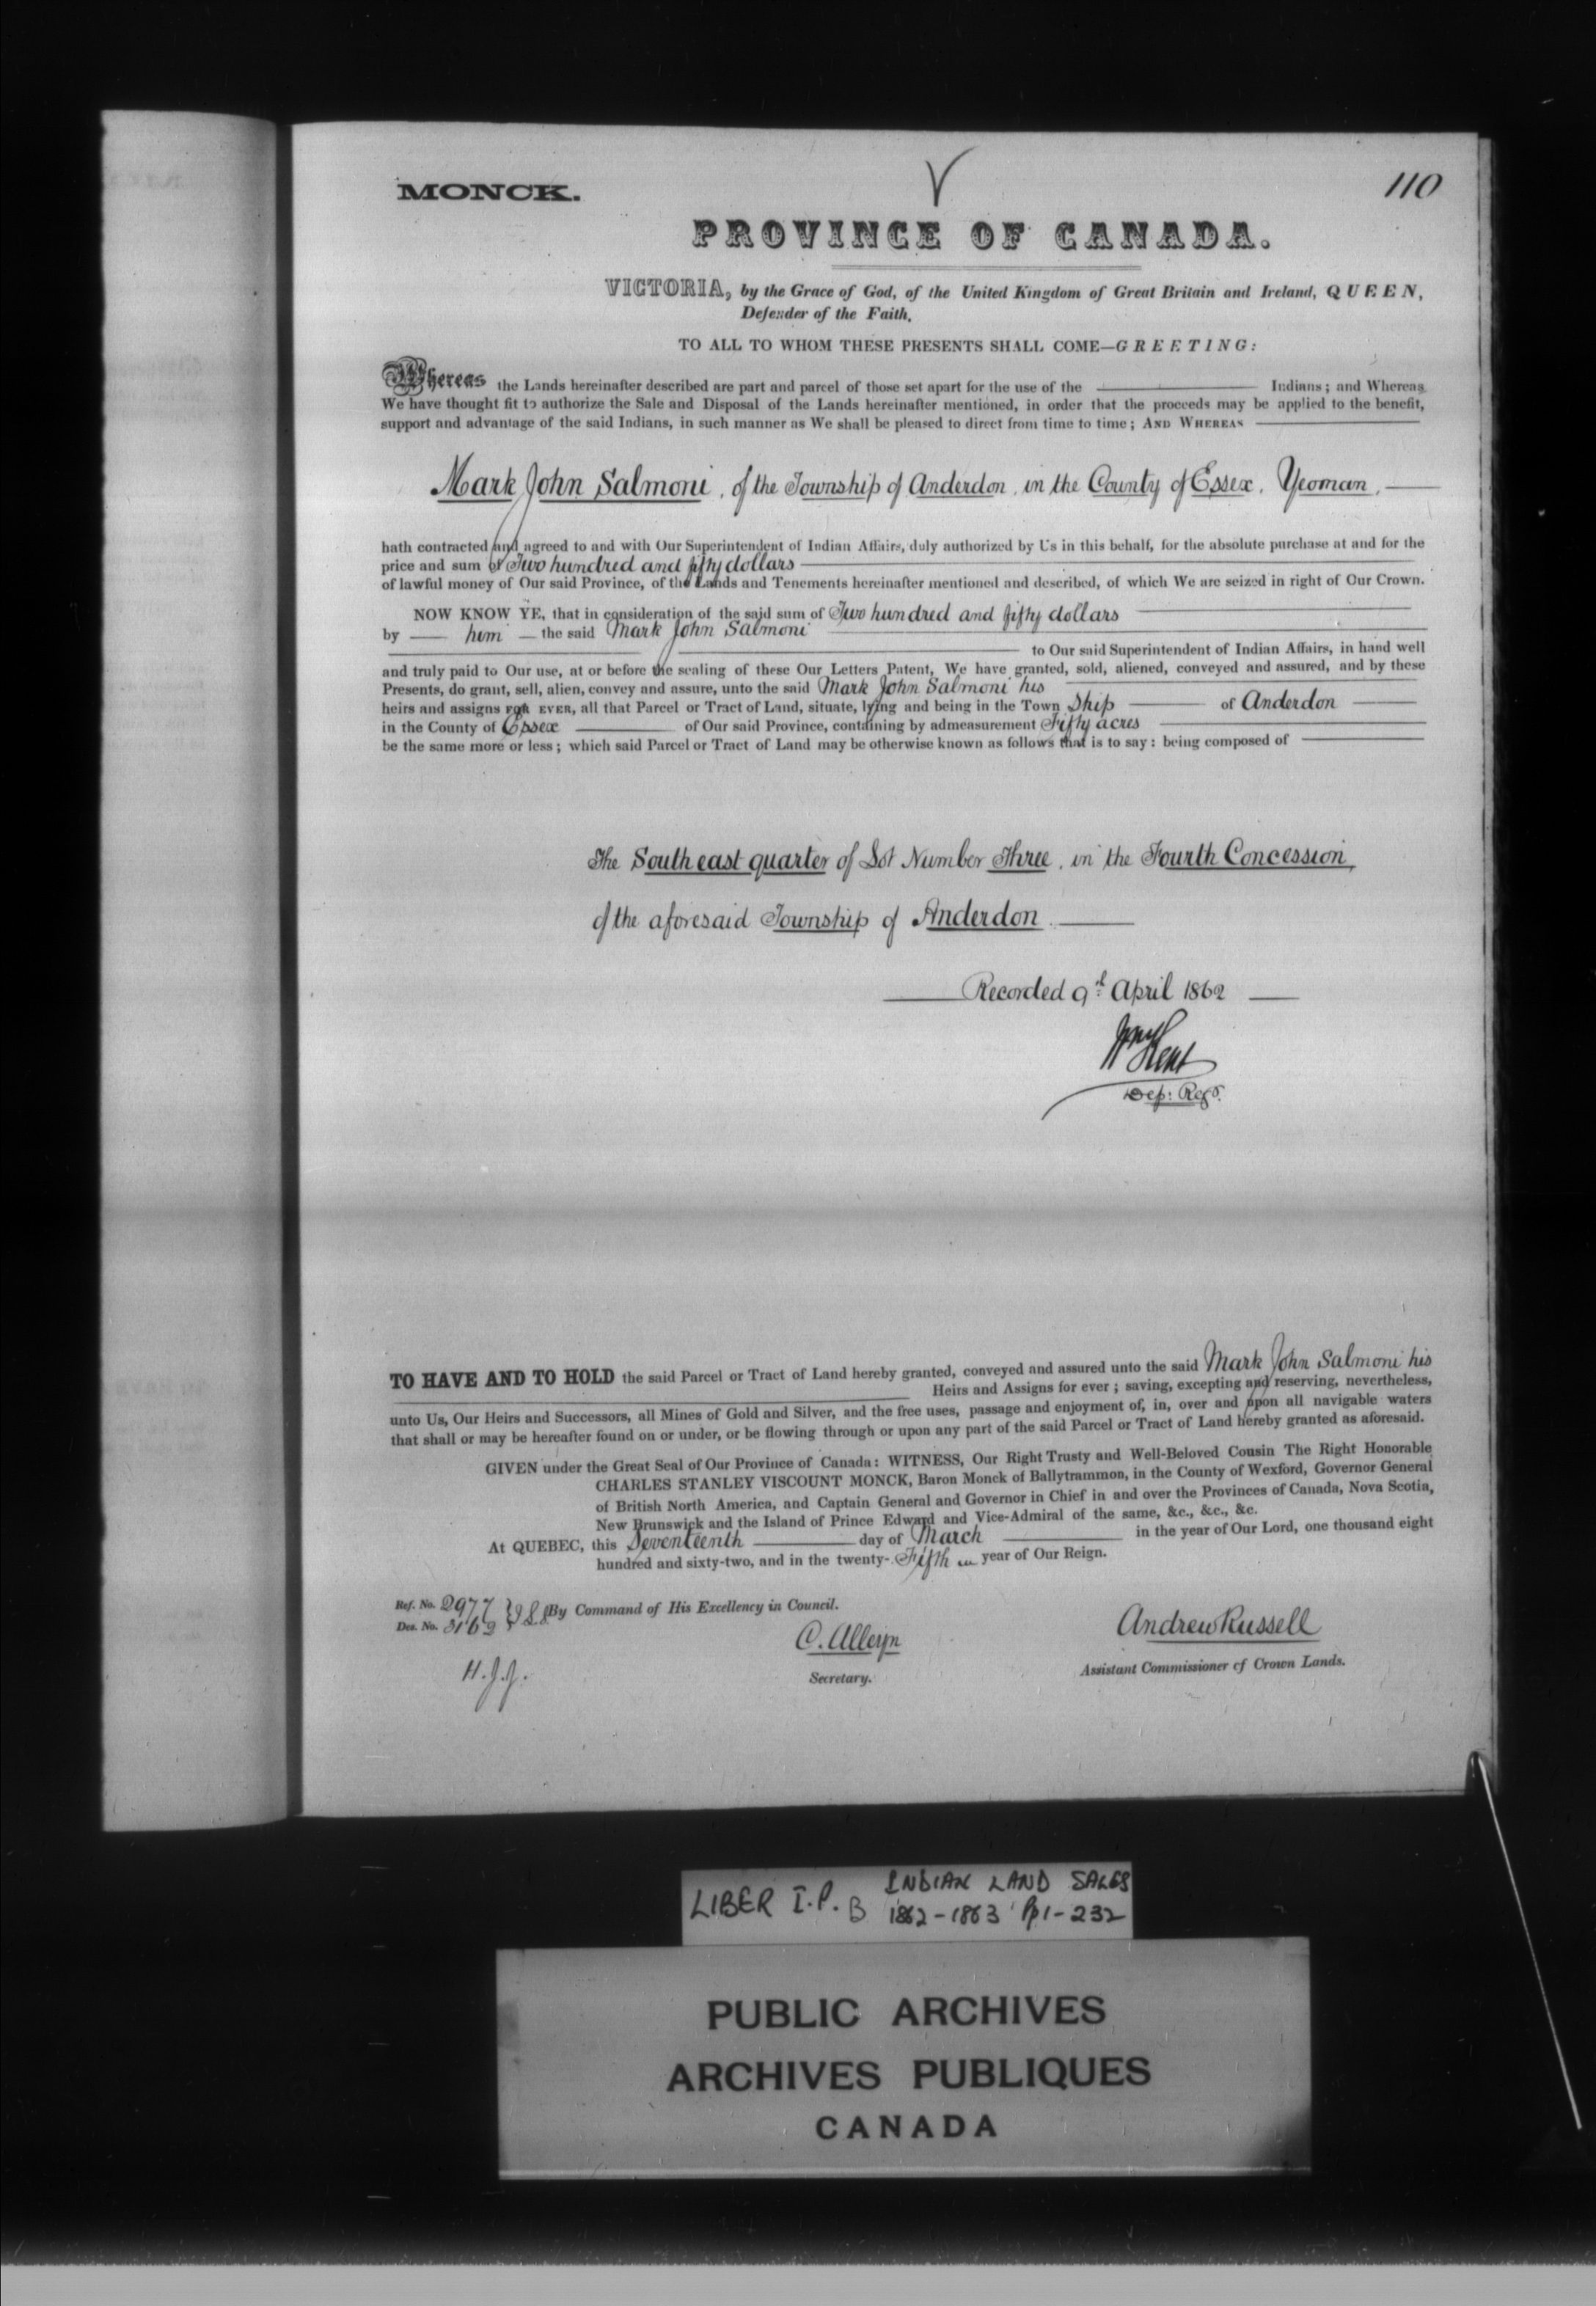 MONCK.
110
PROVINCE OF CANADA.
VICTORIA, by the Grace of God, of the United Kingdom of Great Britain and Ireland, QUEEN,
Defender of the Faith.
TO ALL TO WHOM THESE PRESENTS SHALL COME—GREETING:
Whereas the Lands hereinafter described are part and parcel of those set apart for the use of the Indians; and Whereas
We have thought fit to authorize the Sale and Disposal of the Lands hereinafter mentioned, in order that the proceeds may be applied to the benefit,
support and advantage of the said Indians, in such manner as We shall be pleased to direct from time to time; AND WHEREAS
Mark John Salmoni, of the Township of Anderdon, in the County of Essex, Yeoman,
hath contracted and agreed to and with Our Superintendent of Indian Affairs, duly authorized by Us in this behalf, for the absolute purchase at and for the
price and sum of Two hundred and fifty dollars
of lawful money of Our said Province, of the Lands and Tenements hereinafter mentioned and described, of which We are seized in right of Our Crown.
NOW KNOW YE, that in consideration of the said sum of Two hundred and fifty dollars
by him the said Mark John Salmoni
to Our said Superintendent of Indian Affairs, in hand well
and truly paid to Our use, at or before the sealing of these Our Letters Patent, We have granted, sold, aliened, conveyed and assured, and by these
Presents, do grant, sell, alien, convey and assure, unto the said Mark John Salmoni his
heirs and assigns FOR EVER, all that Parcel or Tract of Land, situate, lying and being in the Town Ship of Anderdon
in the County of Essex of Our said Province, containing by admeasurement Fifty acres
be the same more or less; which said Parcel or Tract of Land may be otherwise known as follows that is to say: being composed of
The South east quarter of Lot Number Three, in the Fourth Concession,
of the aforesaid Township of Anderdon.
Recorded 9th April 1862
Wm Kent
Dep: Regr.
TO HAVE AND TO HOLD the said Parcel or Tract of Land hereby granted, conveyed and assured unto the said Mark John Salmoni his
Heirs and Assigns for ever; saving, excepting and reserving, nevertheless,
unto Us, Our Heirs and Successors, all Mines of Gold and Silver, and the free uses, passage and enjoyment of, in, over and upon all navigable waters
that shall or may be hereafter found on or under, or be flowing through or upon any part of the said Parcel or Tract of Land hereby granted as aforesaid.
GIVEN under the Great Seal of Our Province of Canada: WITNESS, Our Right Trusty and Well-Beloved Cousin The Right Honorable
CHARLES STANLEY VISCOUNT MONCK, Baron Monck of Ballytrammon, in the County of Wexford, Governor General
of British North America, and Captain General and Governor in Chief in and over the Provinces of Canada, Nova Scotia,
New Brunswick and the Island of Prince Edward and Vice-Admiral of the same, &c., &c., &c.
At QUEBEC, this Seventeenth day of March in the year of Our Lord, one thousand eight
hundred and sixty-two, and in the twenty-Fifth year of Our Reign.
Ref. No. 2977
Des. No. 3169
By Command of His Excellency in Council.
C. Alleyn
Secretary.
Andrew Russell
Assistant Commissioner of Crown Lands.
H.J.J.
LIBER I.P. B INDIAN LAND SALES
1862-1863 Pp 1-232
PUBLIC ARCHIVES
ARCHIVES PUBLIQUES
CANADA